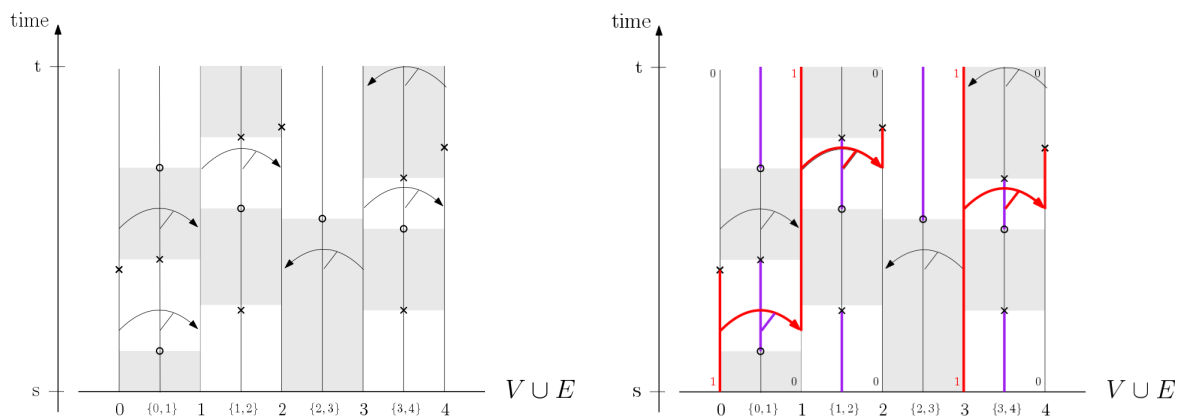 time
t
s
0 {0, 1} 1 {1, 2} 2 {2, 3} 3 {3, 4} 4
V ∪ E
time
t
0 1 0 1 0
s
1 0 0 1 0
0 {0, 1} 1 {1, 2} 2 {2, 3} 3 {3, 4} 4
V ∪ E